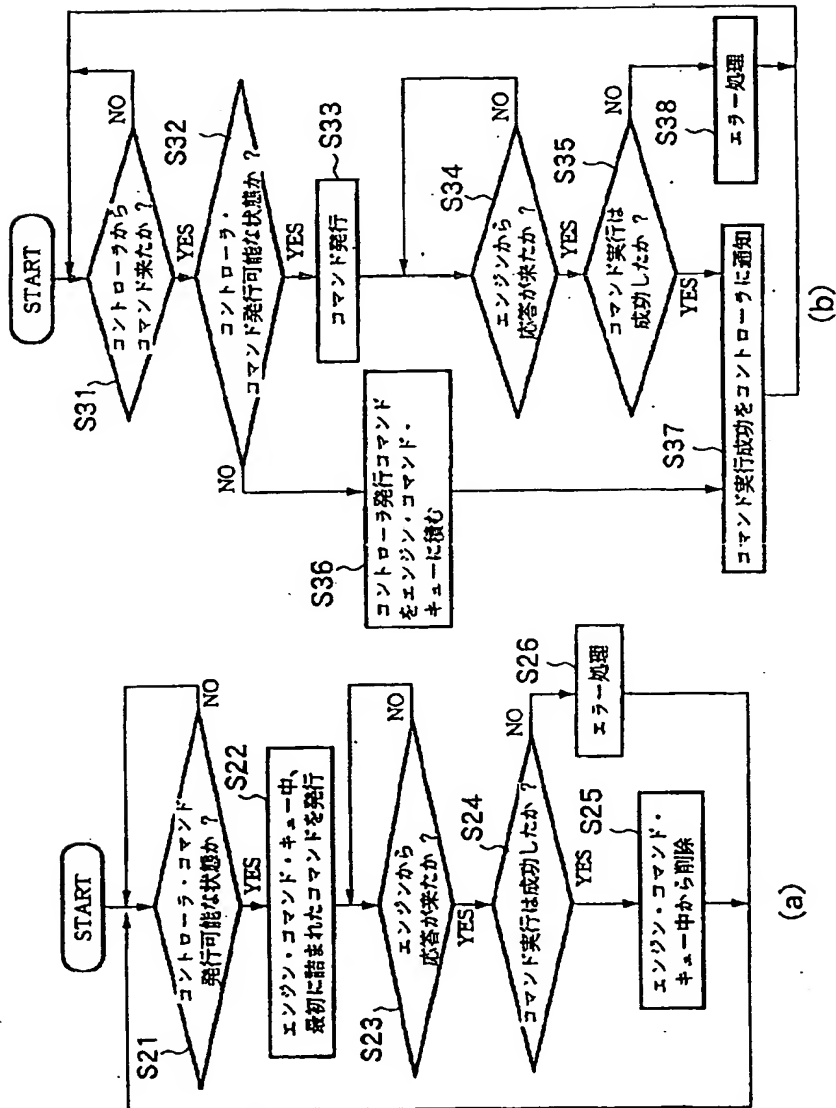 START
コントローラ・コマンド
発行可能な状態か ?
S21
NO
YES
エンジン・コマンド・キュー中、
最初に詰まれたコマンドを発行
S22
エンジンから
応答が来たか ?
S23
NO
YES
コマンド実行は成功したか ?
S24
NO
YES
エンジン・コマンド・
キュー中から削除
S25
エラー処理
S26
(a)
START
コントローラから
コマンド来たか ?
S31
NO
YES
コントローラ・
コマンド発行可能な状態か ?
S32
NO
YES
コマンド発行
S33
エンジンから
応答が来たか ?
S34
NO
YES
コマンド実行は
成功したか ?
S35
NO
YES
コントローラ発行コマンド
をエンジン・コマンド・
キューに積む
S36
コマンド実行成功をコントローラに通知
S37
エラー処理
S38
(b)